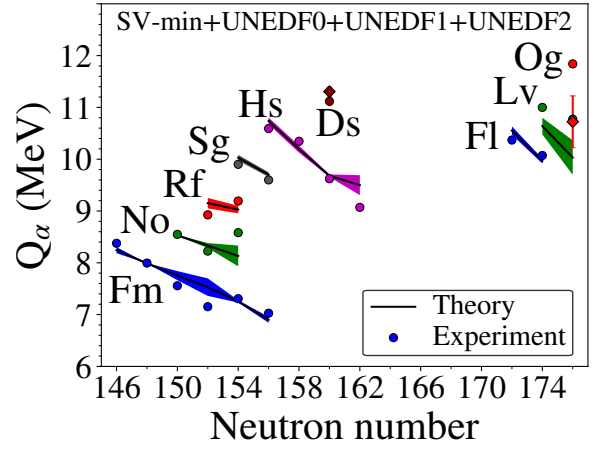 SV-min+UNEDF0+UNEDF1+UNEDF2
Qα (MeV)
12
11
10
9
8
7
6
Og
Lv
Fl
Hs
Ds
Sg
Rf
No
Fm
Theory
Experiment
146 150 154 158 162 166 170 174
Neutron number